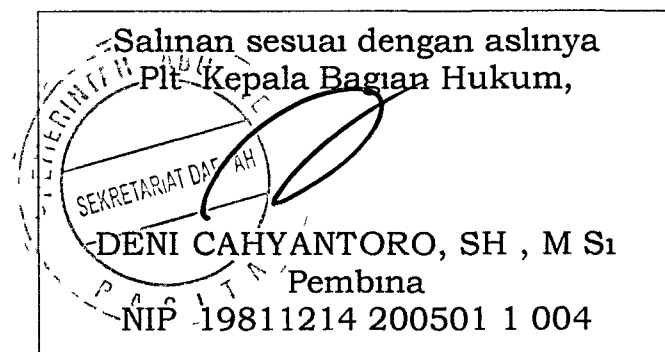 Salinan sesuai dengan aslinya
Plt Kepala Bagian Hukum,
SEKRETARIAT DAERAH
DENI CAHYANTORO, SH , M Si
Pembina
NIP 19811214 200501 1 004